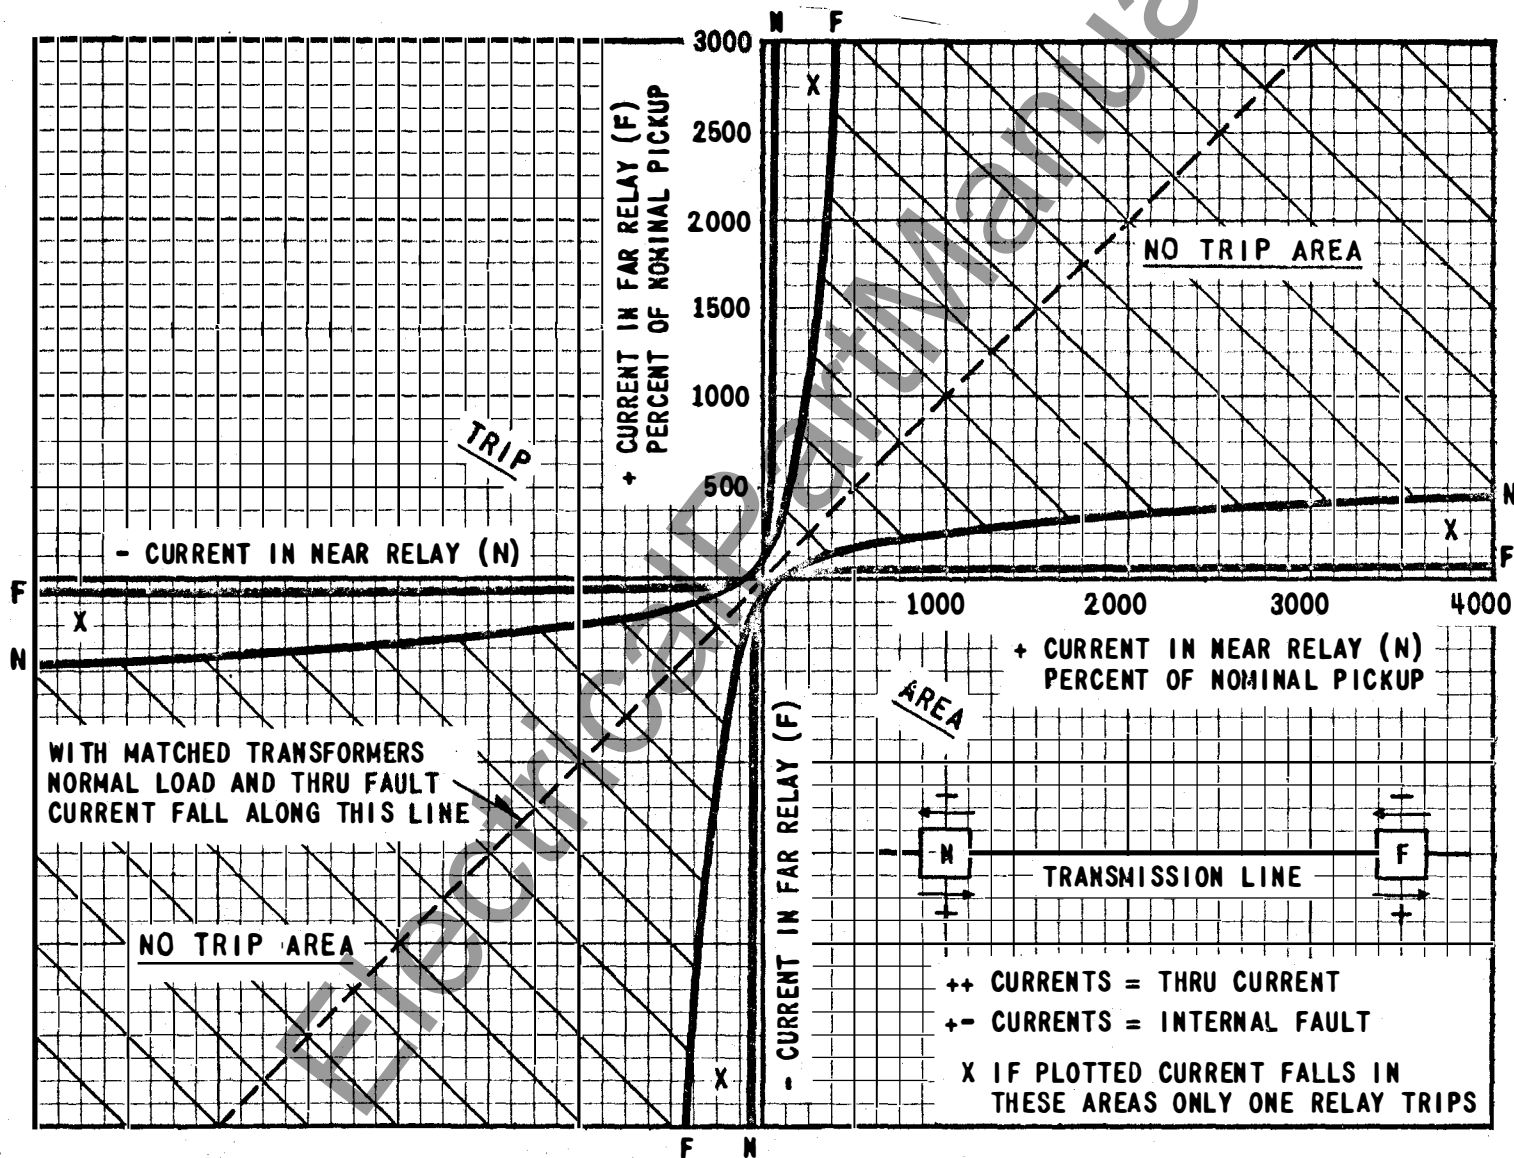 N F
3000
2500
2000
1500
1000
500
+ CURRENT IN FAR RELAY (F)
PERCENT OF NOMINAL PICKUP
X
NO TRIP AREA
TRIP
N
X
F
- CURRENT IN NEAR RELAY (N)
F
X
N
1000 2000 3000 4000
+ CURRENT IN NEAR RELAY (N)
PERCENT OF NOMINAL PICKUP
AREA
- CURRENT IN FAR RELAY (F)
WITH MATCHED TRANSFORMERS
NORMAL LOAD AND THRU FAULT
CURRENT FALL ALONG THIS LINE
- -
N F
TRANSMISSION LINE
+ +
NO TRIP AREA
++ CURRENTS = THRU CURRENT
+- CURRENTS = INTERNAL FAULT
X IF PLOTTED CURRENT FALLS IN
THESE AREAS ONLY ONE RELAY TRIPS
X
F N
ElectricalPartManua